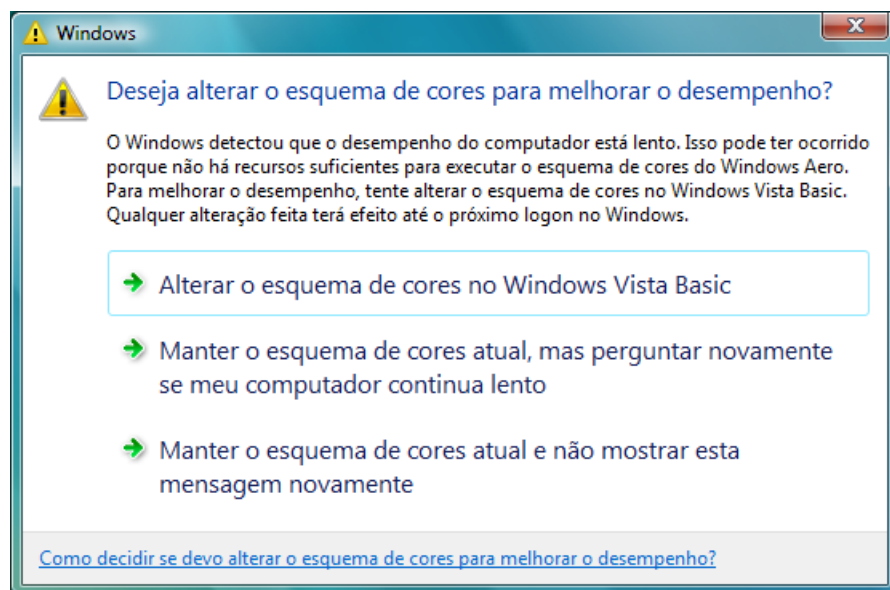 Windows
Deseja alterar o esquema de cores para melhorar o desempenho?
O Windows detectou que o desempenho do computador está lento. Isso pode ter ocorrido
porque não há recursos suficientes para executar o esquema de cores do Windows Aero.
Para melhorar o desempenho, tente alterar o esquema de cores no Windows Vista Basic.
Qualquer alteração feita terá efeito até o próximo logon no Windows.
Alterar o esquema de cores no Windows Vista Basic
Manter o esquema de cores atual, mas perguntar novamente
se meu computador continua lento
Manter o esquema de cores atual e não mostrar esta
mensagem novamente
Como decidir se devo alterar o esquema de cores para melhorar o desempenho?